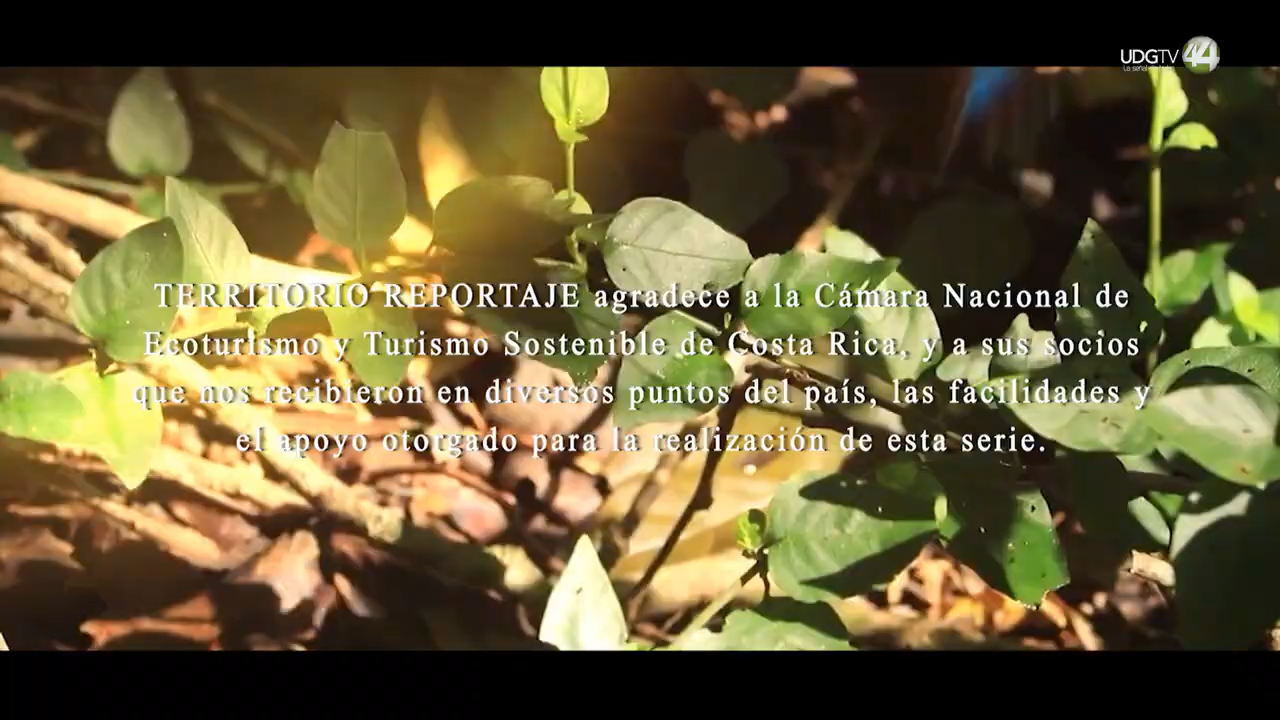 UDGTV 44
TERRITORIO REPORTAJE agradece a la Cámara Nacional de
Ecoturismo y Turismo Sostenible de Costa Rica, y a sus socios
que nos recibieron en diversos puntos del país, las facilidades y
el apoyo otorgado para la realización de esta serie.